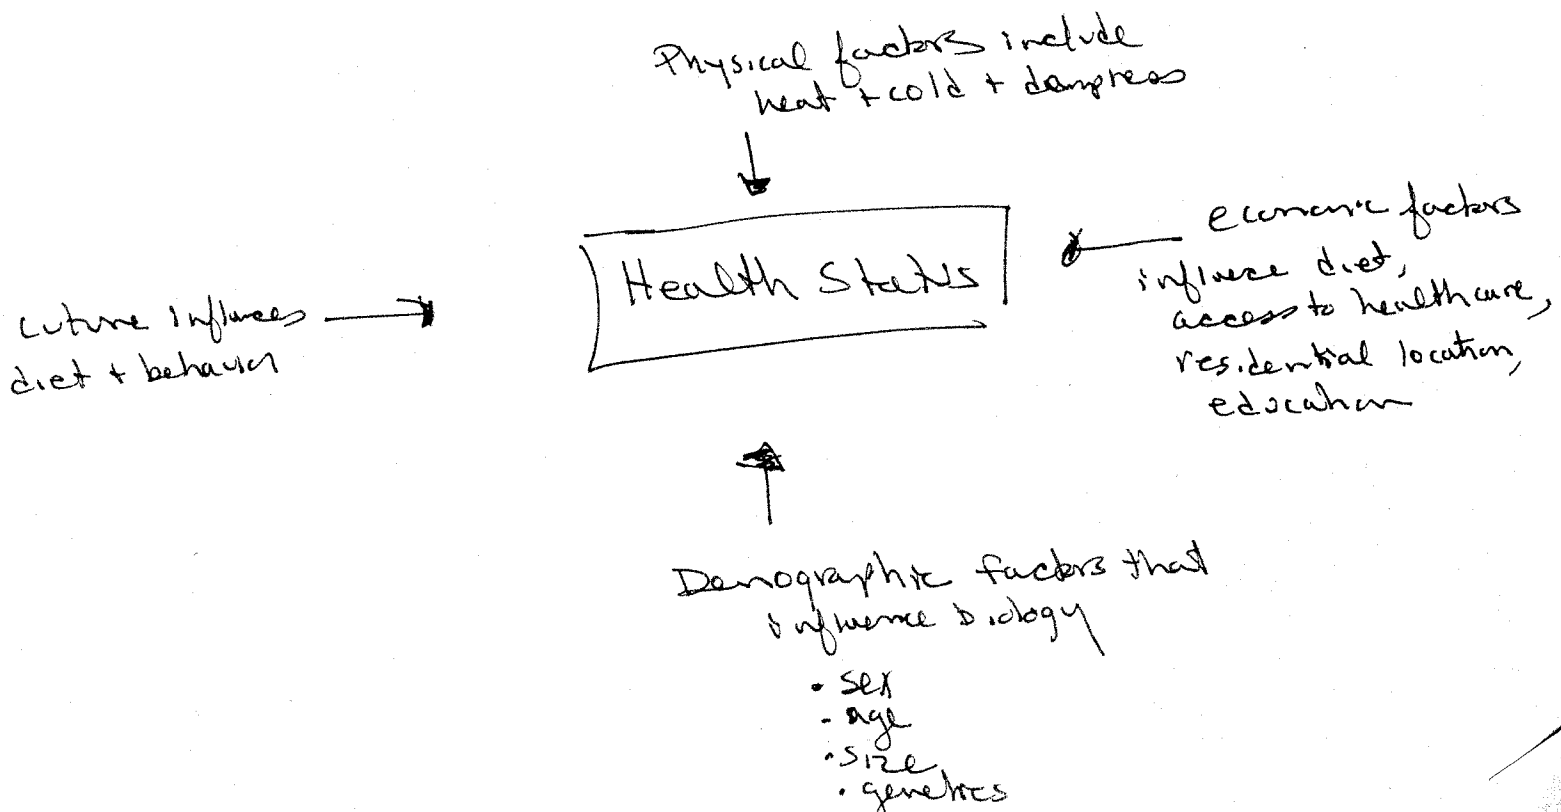 Physical factors include
heat + cold + dampness
Health Status
economic factors
influence diet,
access to healthcare,
residential location,
education
culture influences
diet + behavior
Demographic factors that
influence biology
• sex
- age
• size
• genetics